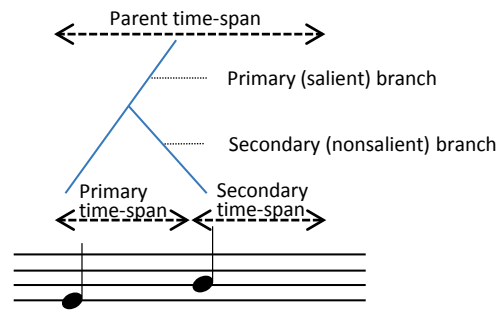 Parent time-span
Primary (salient) branch
Secondary (nonsalient) branch
Primary
time-span
Secondary
time-span